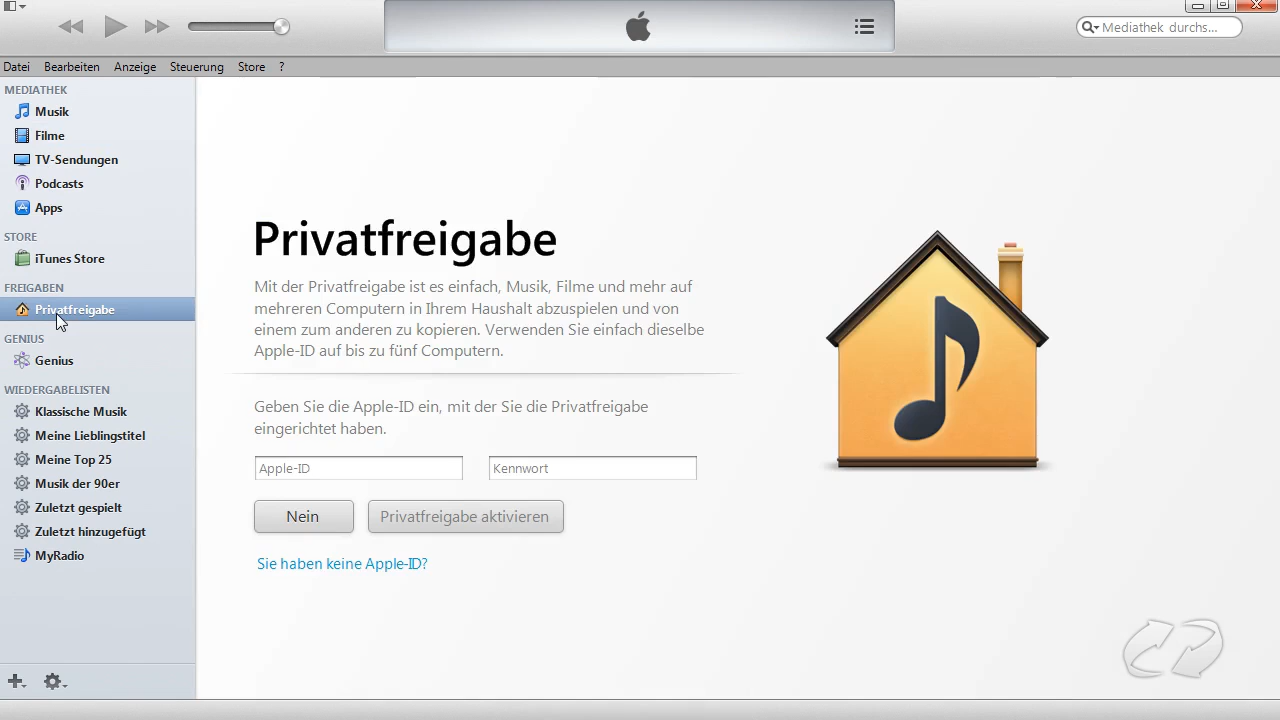 Mediathek durchs...
Datei Bearbeiten Anzeige Steuerung Store ?
MEDIATHEK
Musik
Filme
TV-Sendungen
Podcasts
Apps
STORE
iTunes Store
FREIGABEN
Privatfreigabe
GENIUS
Genius
WIEDERGABELISTEN
Klassische Musik
Meine Lieblingstitel
Meine Top 25
Musik der 90er
Zuletzt gespielt
Zuletzt hinzugefügt
MyRadio
Privatfreigabe
Mit der Privatfreigabe ist es einfach, Musik, Filme und mehr auf
mehreren Computern in Ihrem Haushalt abzuspielen und von
einem zum anderen zu kopieren. Verwenden Sie einfach dieselbe
Apple-ID auf bis zu fünf Computern.
Geben Sie die Apple-ID ein, mit der Sie die Privatfreigabe
eingerichtet haben.
Apple-ID Kennwort
Nein Privatfreigabe aktivieren
Sie haben keine Apple-ID?